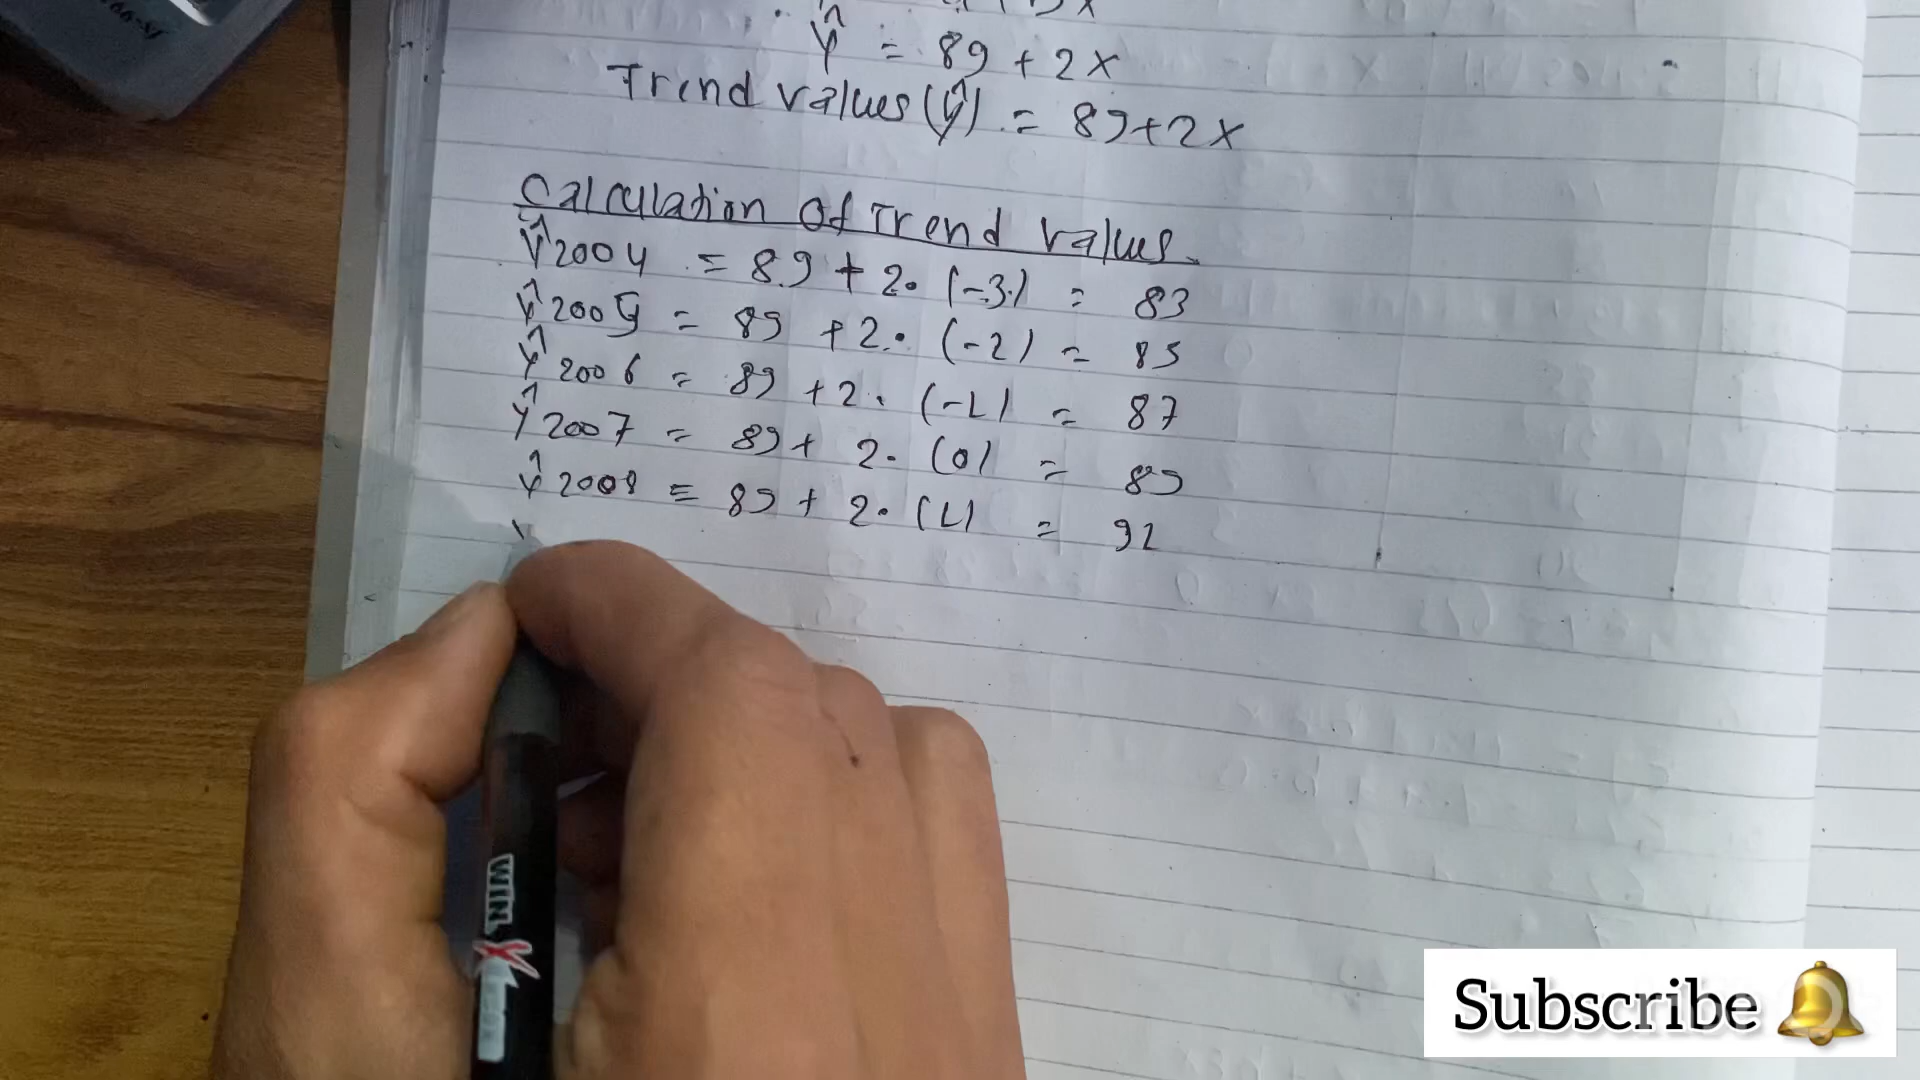 Ŷ = 89 + 2x
Trend values (ŷ) = 89+2x
Calculation of Trend values.
Ŷ2004 = 89 + 2. (-3) = 83
Ŷ2005 = 89 + 2. (-2) = 85
Ŷ2006 = 89 + 2. (-1) = 87
Ŷ2007 = 89 + 2. (0) = 89
Ŷ2008 = 89 + 2. (1) = 91
WIN
Subscribe